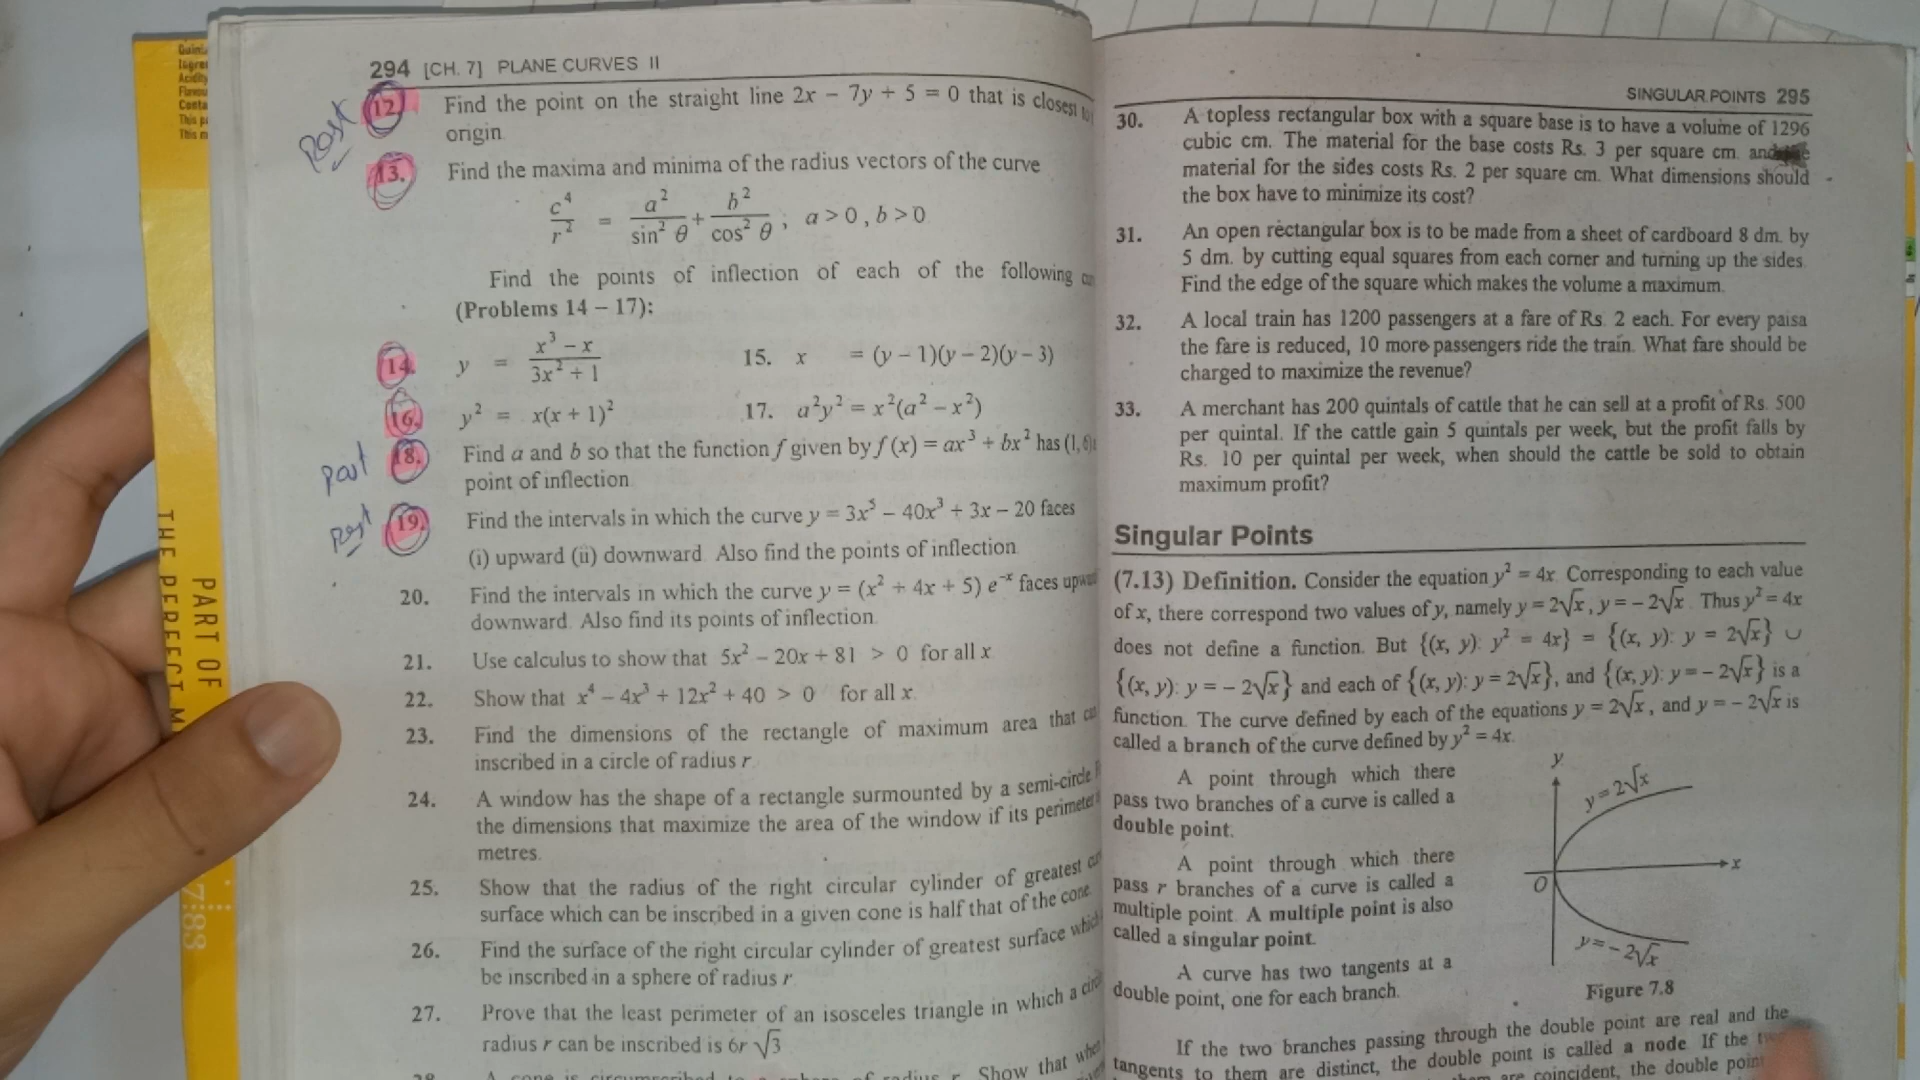 294 [CH. 7] PLANE CURVES II
Past
12. Find the point on the straight line 2x − 7y + 5 = 0 that is closest to
origin.
13. Find the maxima and minima of the radius vectors of the curve
c⁴/r² = a²/sin² θ + b²/cos² θ , a > 0 , b > 0
Find the points of inflection of each of the following
(Problems 14 – 17):
14. y = (x³ − x)/(3x² + 1) 15. x = (y − 1)(y − 2)(y − 3)
16. y² = x(x + 1)² 17. a²y² = x²(a² − x²)
Past
18. Find a and b so that the function f given by f (x) = ax³ + bx² has (1, 6)
point of inflection.
Past
19. Find the intervals in which the curve y = 3x⁵ − 40x³ + 3x − 20 faces
(i) upward (ii) downward. Also find the points of inflection.
20. Find the intervals in which the curve y = (x² + 4x + 5) e⁻ˣ faces
downward. Also find its points of inflection.
21. Use calculus to show that 5x² − 20x + 81 > 0 for all x
22. Show that x⁴ − 4x³ + 12x² + 40 > 0 for all x.
23. Find the dimensions of the rectangle of maximum area that
inscribed in a circle of radius r.
24. A window has the shape of a rectangle surmounted by a semi-circle.
the dimensions that maximize the area of the window if its perimeter
metres.
25. Show that the radius of the right circular cylinder of greatest
surface which can be inscribed in a given cone is half that of the cone.
26. Find the surface of the right circular cylinder of greatest surface which
be inscribed in a sphere of radius r.
27. Prove that the least perimeter of an isosceles triangle in which a
radius r can be inscribed is 6r √3
Show that when
SINGULAR POINTS 295
30. A topless rectangular box with a square base is to have a volume of 1296
cubic cm. The material for the base costs Rs. 3 per square cm. and
material for the sides costs Rs. 2 per square cm. What dimensions should
the box have to minimize its cost?
31. An open rectangular box is to be made from a sheet of cardboard 8 dm. by
5 dm. by cutting equal squares from each corner and turning up the sides.
Find the edge of the square which makes the volume a maximum.
32. A local train has 1200 passengers at a fare of Rs. 2 each. For every paisa
the fare is reduced, 10 more passengers ride the train. What fare should be
charged to maximize the revenue?
33. A merchant has 200 quintals of cattle that he can sell at a profit of Rs. 500
per quintal. If the cattle gain 5 quintals per week, but the profit falls by
Rs. 10 per quintal per week, when should the cattle be sold to obtain
maximum profit?
Singular Points
(7.13) Definition. Consider the equation y² = 4x. Corresponding to each value
of x, there correspond two values of y, namely y = 2√x , y = − 2√x . Thus y² = 4x
does not define a function. But {(x, y): y² = 4x} = {(x, y): y = 2√x} ∪
{(x, y): y = − 2√x} and each of {(x, y): y = 2√x}, and {(x, y): y = − 2√x} is a
function. The curve defined by each of the equations y = 2√x , and y = − 2√x is
called a branch of the curve defined by y² = 4x.
A point through which there
pass two branches of a curve is called a
double point.
A point through which there
pass r branches of a curve is called a
multiple point. A multiple point is also
called a singular point.
A curve has two tangents at a
double point, one for each branch.
y
y = 2√x
x
O
y = − 2√x
Figure 7.8
If the two branches passing through the double point are real and the
tangents to them are distinct, the double point is called a node. If the
are coincident, the double point
PART OF
THE PERFECT M
7:83